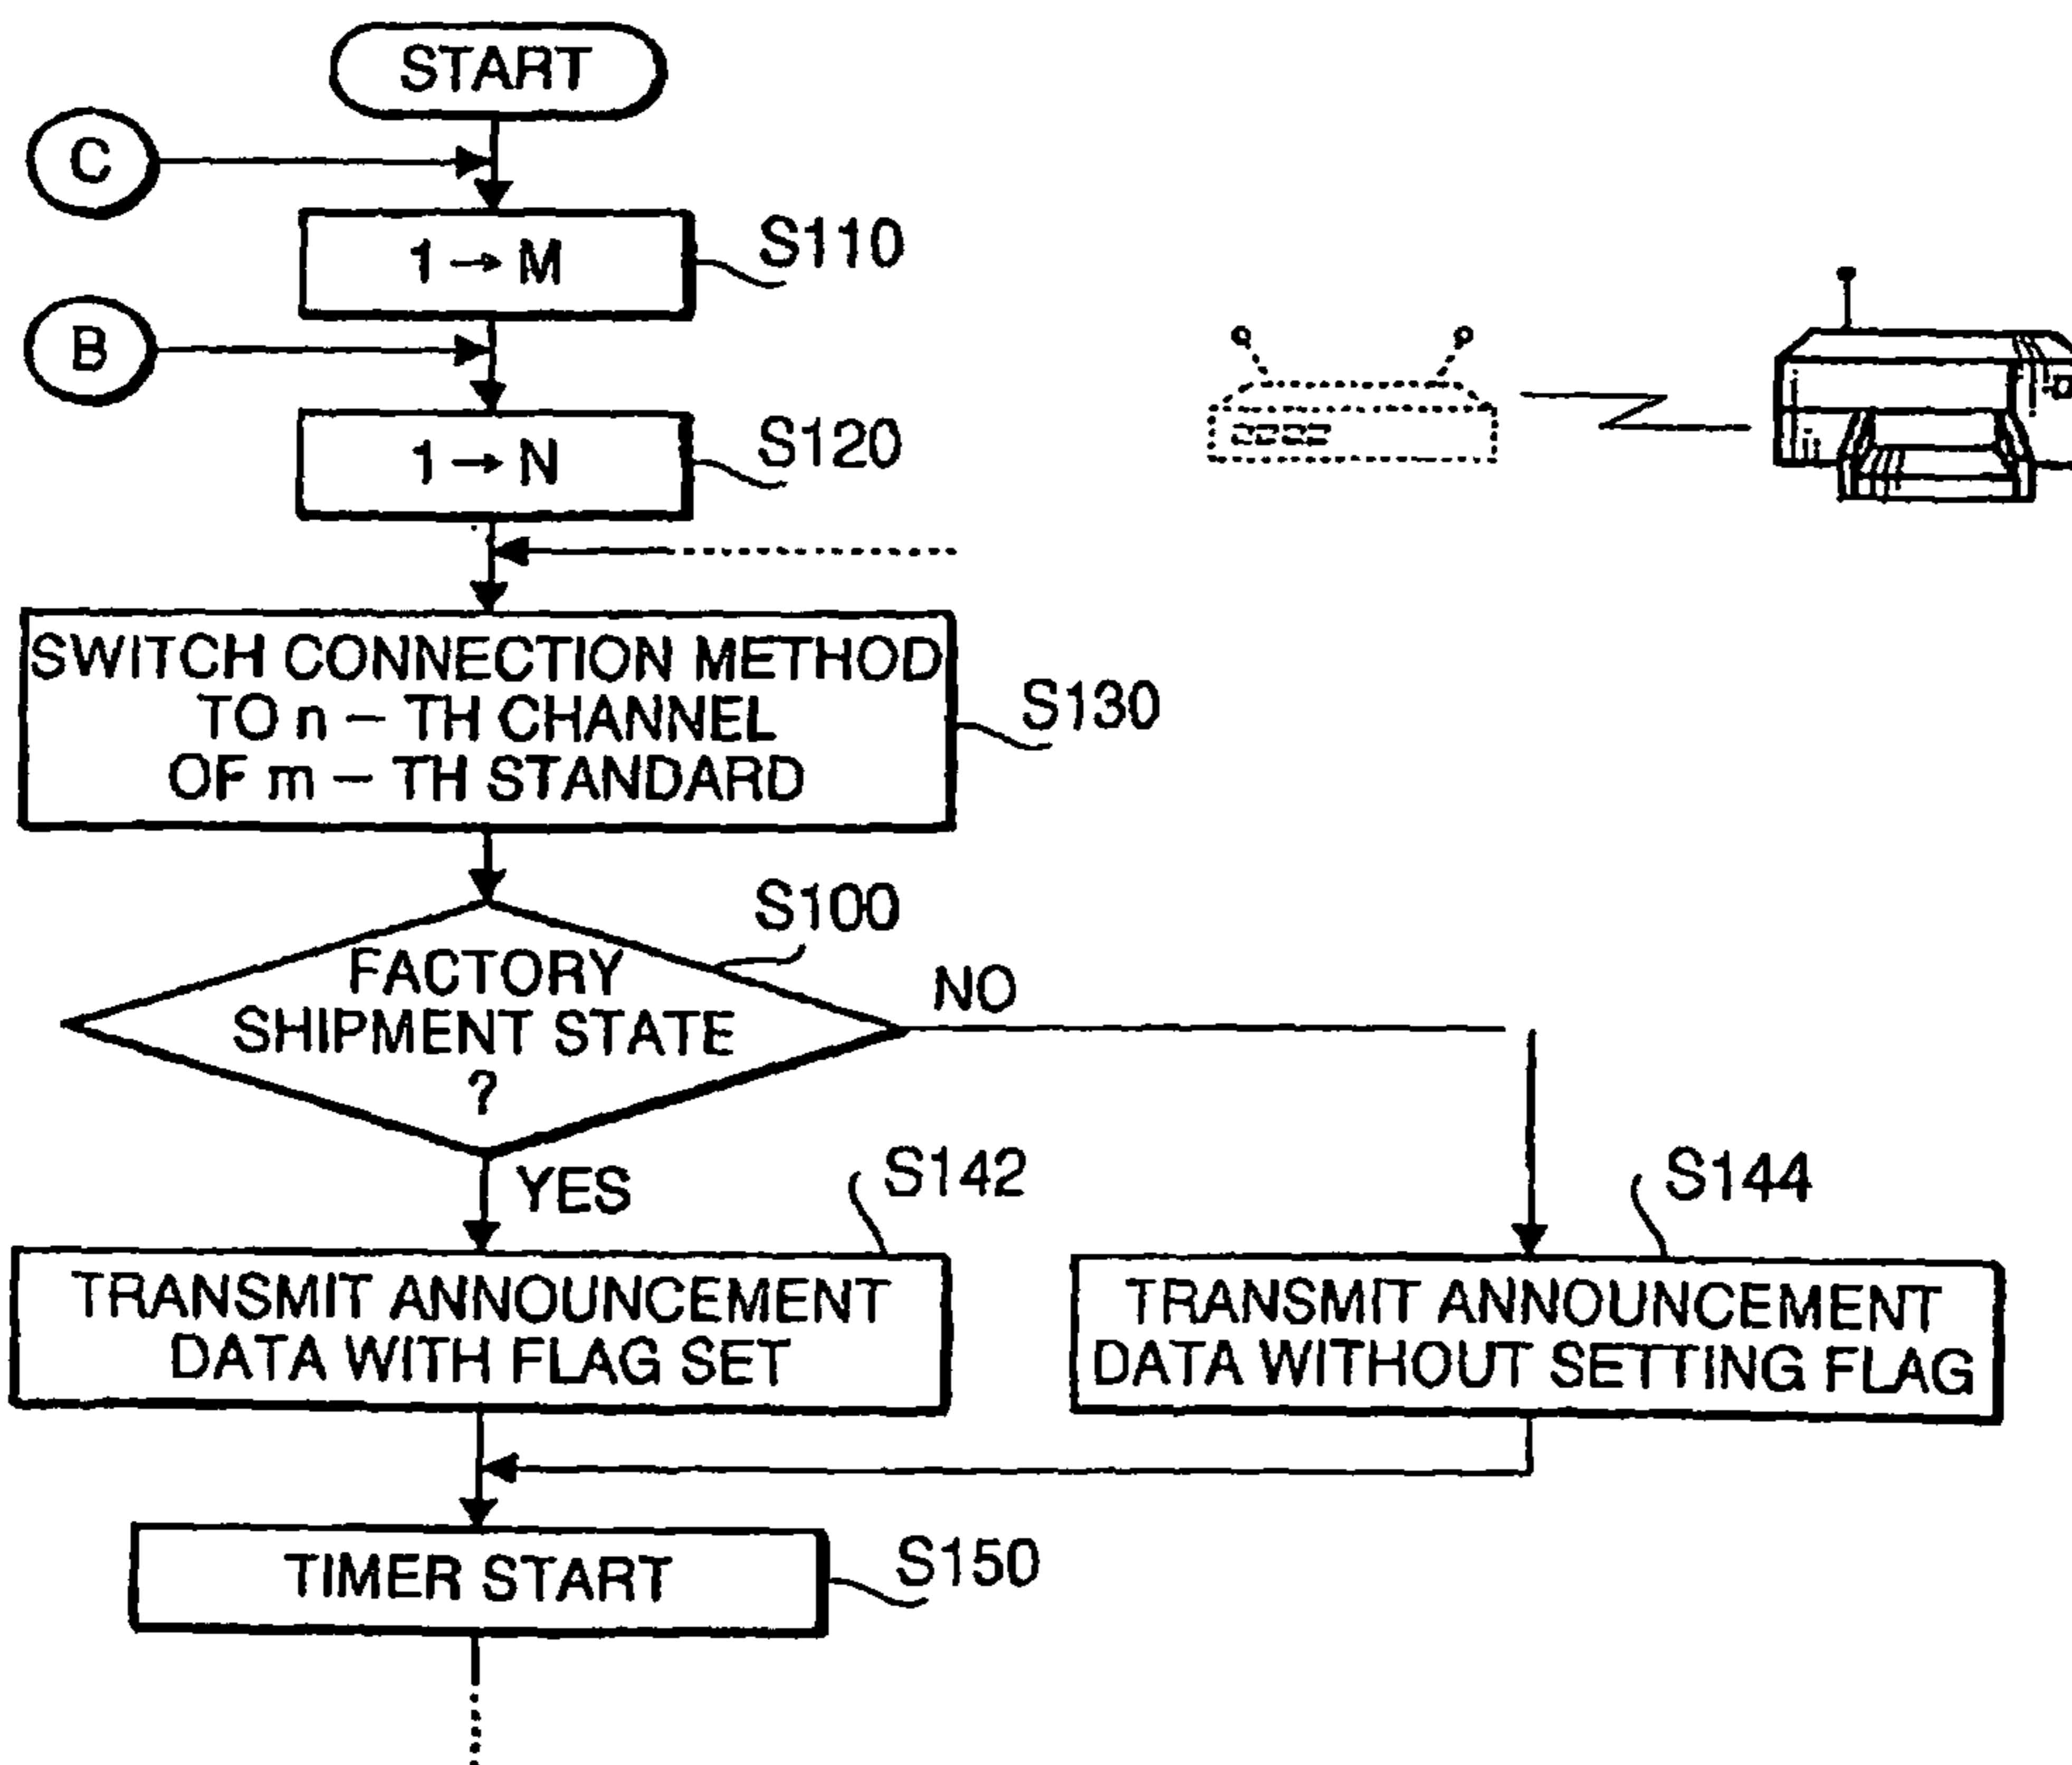 START
C
1→M
S110
B
1→N
S120
SWITCH CONNECTION METHOD
TO n – TH CHANNEL
OF m – TH STANDARD
S130
S100
FACTORY
SHIPMENT STATE
?
NO
YES
S142
S144
TRANSMIT ANNOUNCEMENT
DATA WITH FLAG SET
TRANSMIT ANNOUNCEMENT
DATA WITHOUT SETTING FLAG
TIMER START
S150